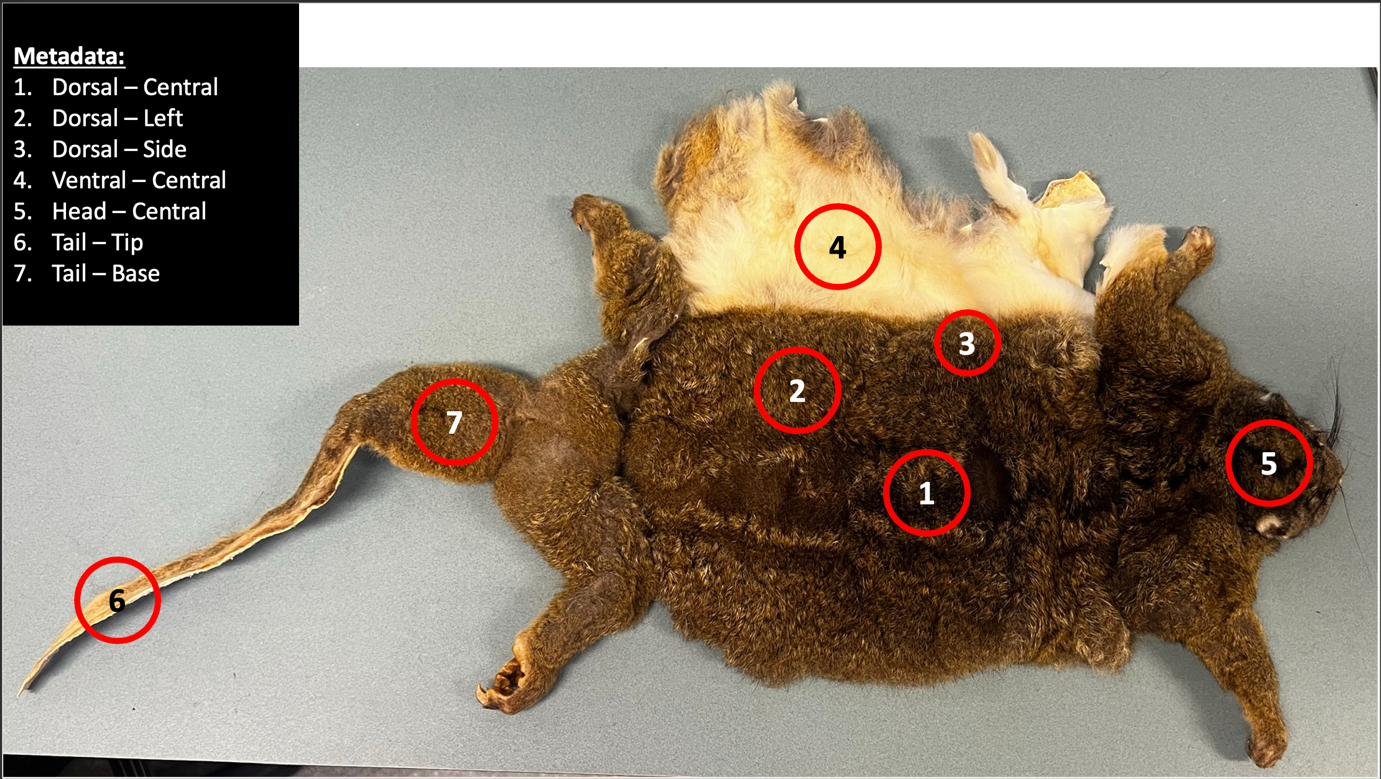 Metadata:
1. Dorsal – Central
2. Dorsal – Left
3. Dorsal – Side
4. Ventral – Central
5. Head – Central
6. Tail – Tip
7. Tail – Base
4
3
2
7
5
1
6